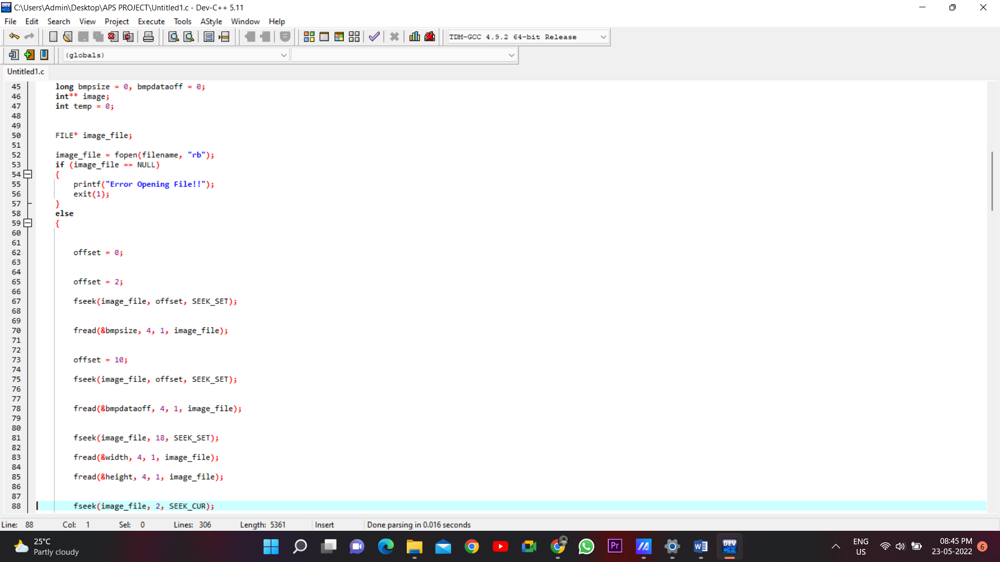 C:\Users\Admin\Desktop\APS PROJECT\Untitled1.c - Dev-C++ 5.11
File Edit Search View Project Execute Tools AStyle Window Help
TDM-GCC 4.9.2 64-bit Release
(globals)
Untitled1.c
45 long bmpsize = 0, bmpdataoff = 0;
46 int** image;
47 int temp = 0;
48
49
50 FILE* image_file;
51
52 image_file = fopen(filename, "rb");
53 if (image_file == NULL)
54 {
55 printf("Error Opening File!!");
56 exit(1);
57 }
58 else
59 {
60
61
62 offset = 0;
63
64
65 offset = 2;
66
67 fseek(image_file, offset, SEEK_SET);
68
69
70 fread(&bmpsize, 4, 1, image_file);
71
72
73 offset = 10;
74
75 fseek(image_file, offset, SEEK_SET);
76
77
78 fread(&bmpdataoff, 4, 1, image_file);
79
80
81 fseek(image_file, 18, SEEK_SET);
82
83 fread(&width, 4, 1, image_file);
84
85 fread(&height, 4, 1, image_file);
86
87
88 fseek(image_file, 2, SEEK_CUR);
Line: 88 Col: 1 Sel: 0 Lines: 306 Length: 5361 Insert Done parsing in 0.016 seconds
25°C
Partly cloudy
Pr
DEV
C++
ENG
US
08:45 PM
23-05-2022
6